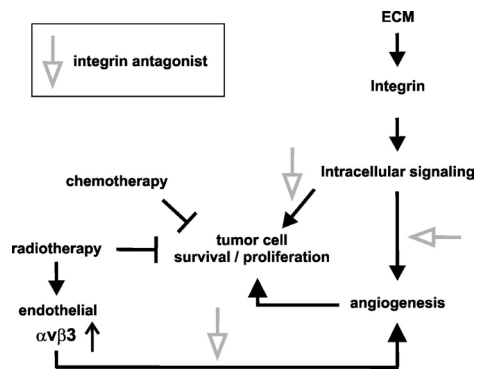 ECM
integrin antagonist
Integrin
Intracellular signaling
chemotherapy
tumor cell
survival / proliferation
radiotherapy
endothelial
αvβ3
angiogenesis